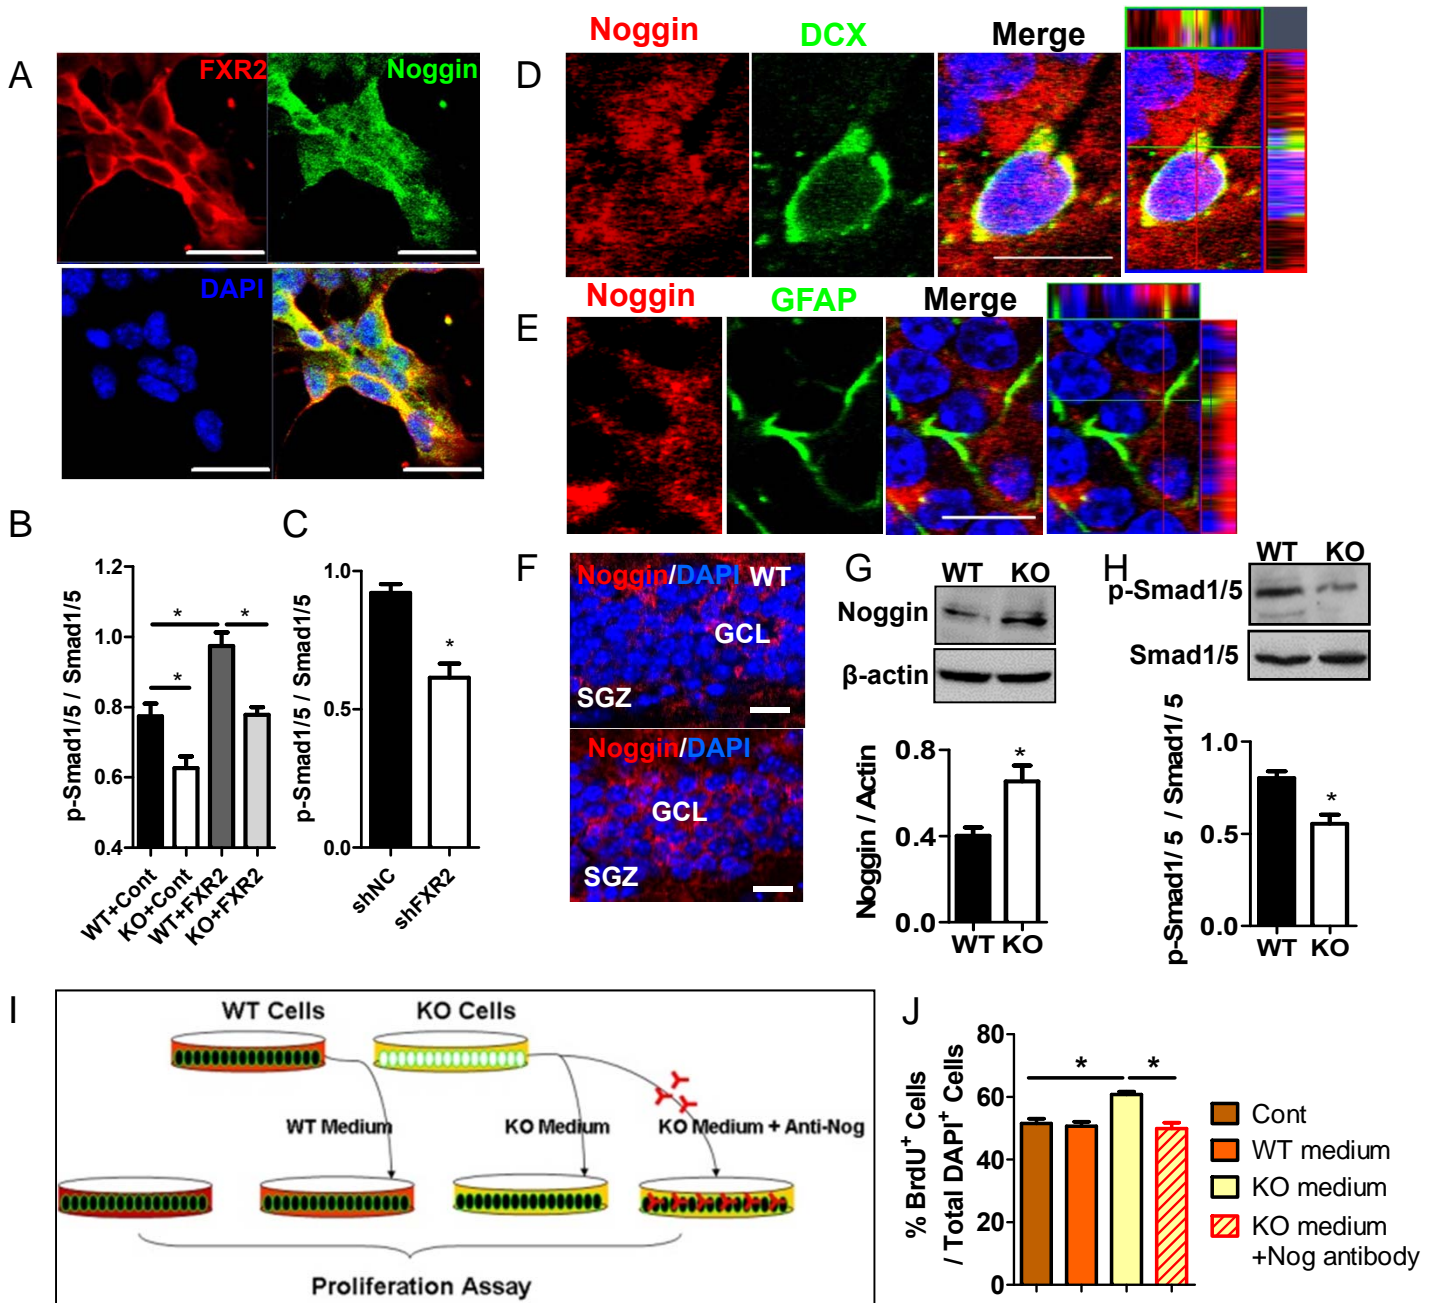 A
FXR2
Noggin
DAPI
D
Noggin
DCX
Merge
E
Noggin
GFAP
Merge
B
p-Smad1/5 / Smad1/5
1.2
1.0
0.8
0.6
0.4
*
*
*
WT+Cont
KO+Cont
WT+FXR2
KO+FXR2
C
p-Smad1/5 / Smad1/5
1.0
0.5
0.0
*
shNC
shFXR2
F
Noggin/DAPI WT
GCL
SGZ
Noggin/DAPI
GCL
SGZ
G
WT KO
Noggin
β-actin
Noggin / Actin
0.8
0.4
0.0
*
WT KO
H
WT KO
p-Smad1/5
Smad1/5
p-Smad1/ 5 / Smad1/ 5
1.0
0.5
0.0
*
WT KO
I
WT Cells
KO Cells
WT Medium
KO Medium
KO Medium + Anti-Nog
Proliferation Assay
J
% BrdU+ Cells
/ Total DAPI+ Cells
80
60
40
20
0
*
*
Cont
WT medium
KO medium
KO medium
+Nog antibody